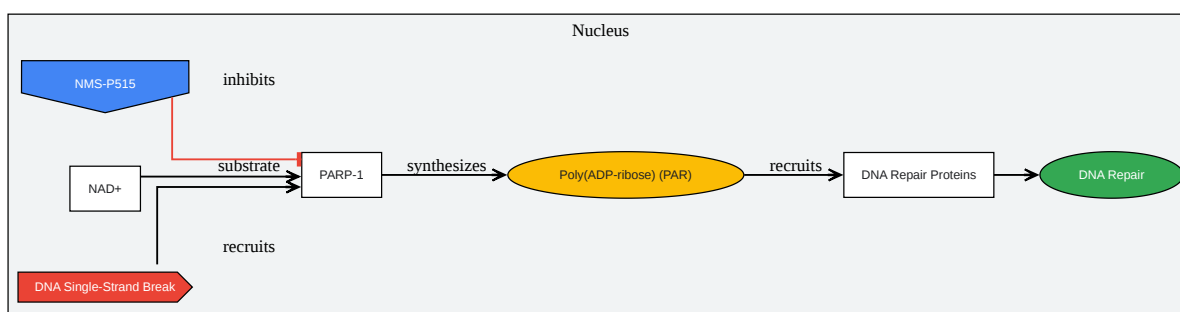 Nucleus
NMS-P515
inhibits
substrate
NAD+
PARP-1
synthesizes
Poly(ADP-ribose) (PAR)
recruits
DNA Repair Proteins
DNA Repair
recruits
DNA Single-Strand Break